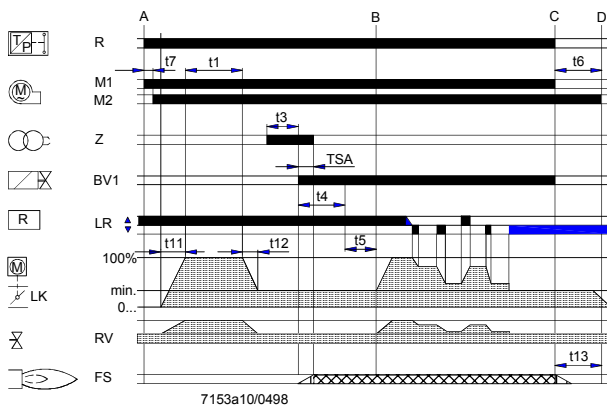 A B C D
T P R
t7 t1 t6
M M1
M2
t3
Z
TSA
BV1
t4
R LR
t11 t12 t5
100%
M
min.
LK
0...
RV
t13
FS
7153a10/0498